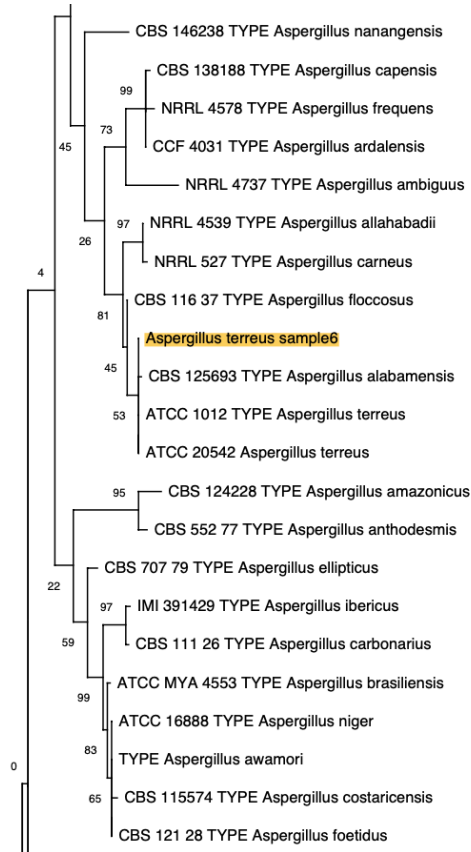 CBS 146238 TYPE Aspergillus nanangensis
CBS 138188 TYPE Aspergillus capensis
99
NRRL 4578 TYPE Aspergillus frequens
73
CCF 4031 TYPE Aspergillus ardalensis
45
NRRL 4737 TYPE Aspergillus ambiguus
97
NRRL 4539 TYPE Aspergillus allahabadii
26
NRRL 527 TYPE Aspergillus carneus
4
CBS 116 37 TYPE Aspergillus floccosus
81
Aspergillus terreus sample6
45
CBS 125693 TYPE Aspergillus alabamensis
53
ATCC 1012 TYPE Aspergillus terreus
ATCC 20542 Aspergillus terreus
95
CBS 124228 TYPE Aspergillus amazonicus
CBS 552 77 TYPE Aspergillus anthodesmis
CBS 707 79 TYPE Aspergillus ellipticus
22
97
IMI 391429 TYPE Aspergillus ibericus
59
CBS 111 26 TYPE Aspergillus carbonarius
ATCC MYA 4553 TYPE Aspergillus brasiliensis
99
ATCC 16888 TYPE Aspergillus niger
83
TYPE Aspergillus awamori
0
65
CBS 115574 TYPE Aspergillus costaricensis
CBS 121 28 TYPE Aspergillus foetidus